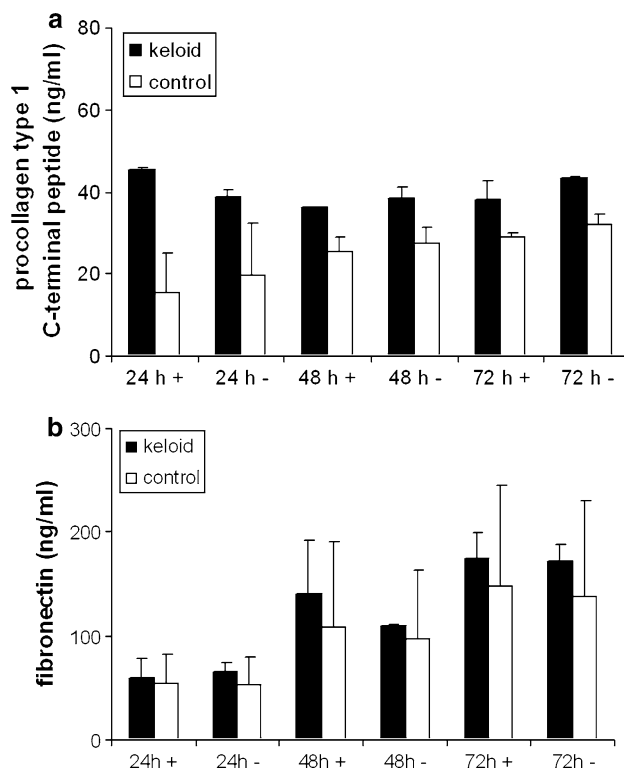 a
procollagen type 1
C-terminal peptide (ng/ml)
80
60
40
20
0
keloid
control
24 h +
24 h -
48 h +
48 h -
72 h +
72 h -
b
fibronectin (ng/ml)
300
200
100
0
keloid
control
24h +
24h -
48h +
48h -
72h +
72h -